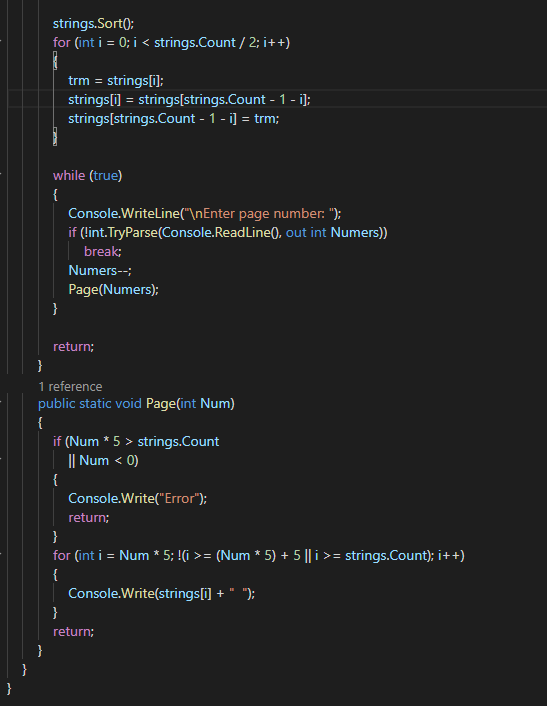 strings.Sort();
for (int i = 0; i < strings.Count / 2; i++)
{
trm = strings[i];
strings[i] = strings[strings.Count - 1 - i];
strings[strings.Count - 1 - i] = trm;
}
while (true)
{
Console.WriteLine("\nEnter page number: ");
if (!int.TryParse(Console.ReadLine(), out int Numers))
break;
Numers--;
Page(Numers);
}
return;
}
1 reference
public static void Page(int Num)
{
if (Num * 5 > strings.Count
|| Num < 0)
{
Console.Write("Error");
return;
}
for (int i = Num * 5; !(i >= (Num * 5) + 5 || i >= strings.Count); i++)
{
Console.Write(strings[i] + "  ");
}
return;
}
}
}